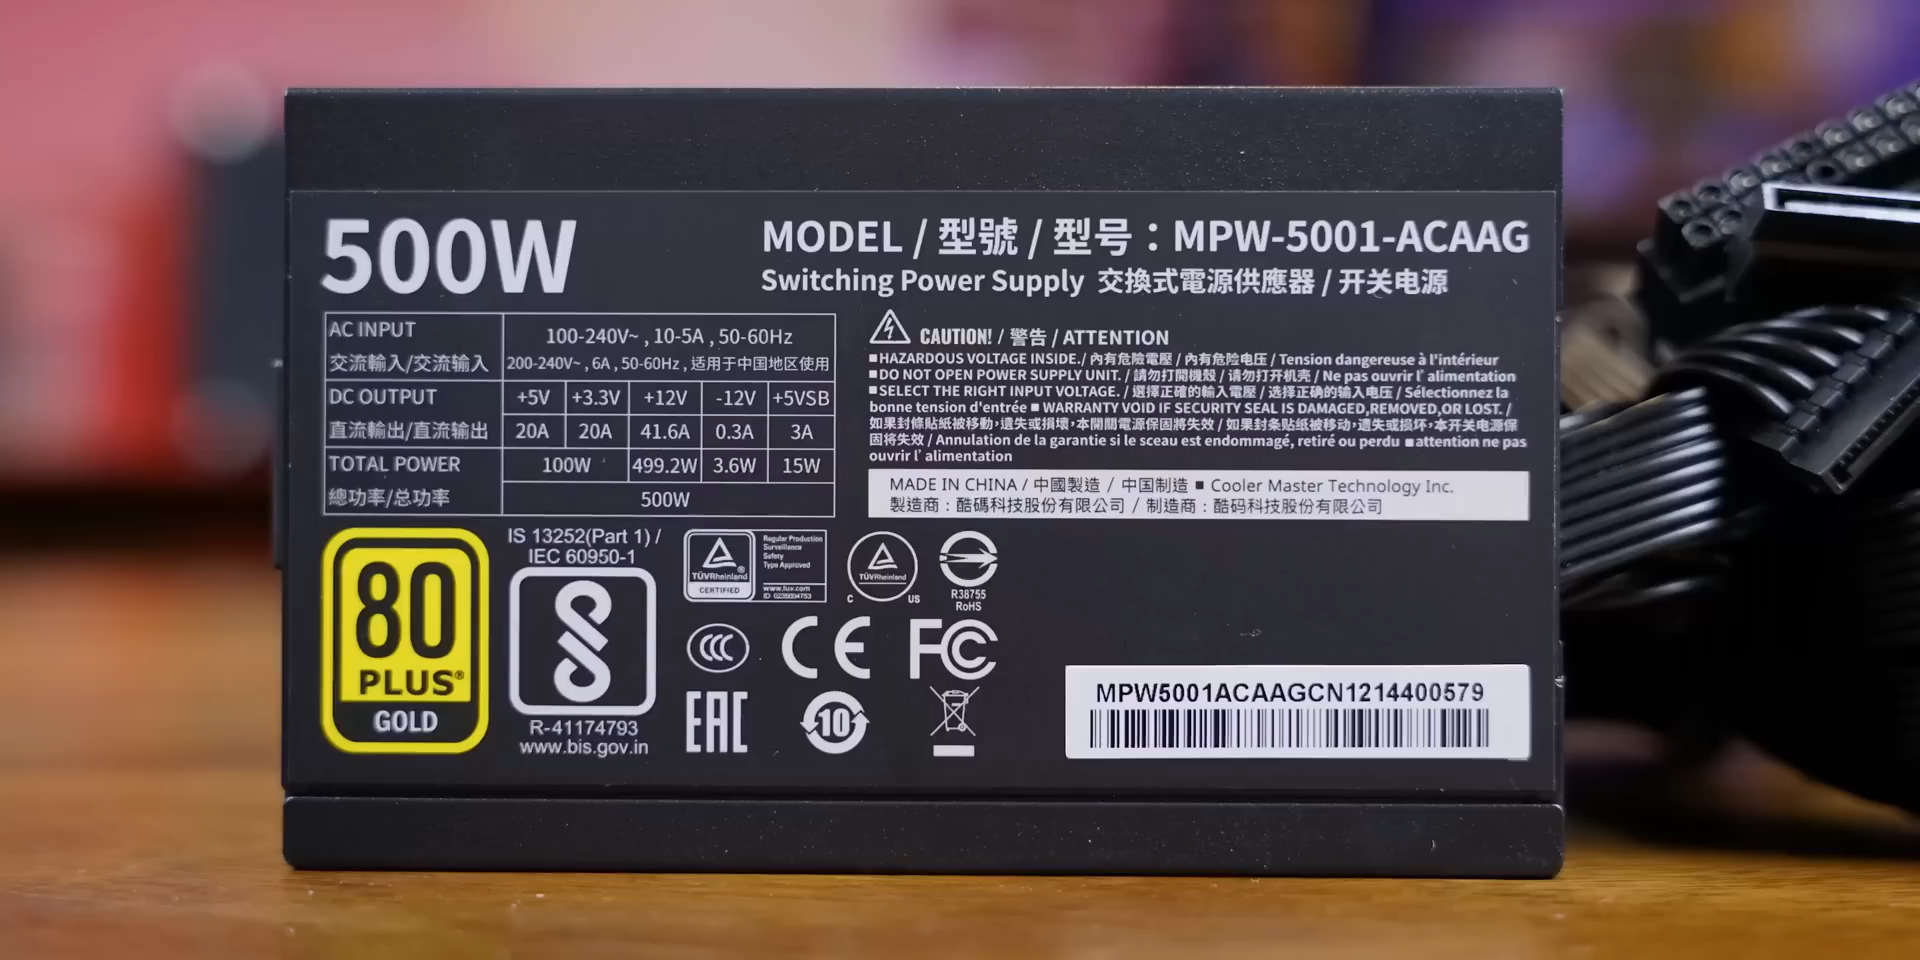 500W
MODEL / 型號 / 型号：MPW-5001-ACAAG
Switching Power Supply 交換式電源供應器 / 开关电源
AC INPUT
交流輸入/交流输入
100-240V~ , 10-5A , 50-60Hz
200-240V~ , 6A , 50-60Hz , 适用于中国地区使用
DC OUTPUT +5V +3.3V +12V -12V +5VSB
直流輸出/直流输出 20A 20A 41.6A 0.3A 3A
TOTAL POWER 100W 499.2W 3.6W 15W
總功率/总功率 500W
CAUTION! / 警告 / ATTENTION
■HAZARDOUS VOLTAGE INSIDE./ 內有危險電壓 / 內有危險电压 / Tension dangereuse à l'intérieur
■DO NOT OPEN POWER SUPPLY UNIT. / 請勿打開機殼 / 请勿打开机壳 / Ne pas ouvrir l' alimentation
■SELECT THE RIGHT INPUT VOLTAGE. / 選擇正確的輸入電壓 / 选择正确的输入电压 / Sélectionnez la
bonne tension d'entrée ■ WARRANTY VOID IF SECURITY SEAL IS DAMAGED,REMOVED,OR LOST. /
如果封條貼紙被移動，遺失或損壞，本開關電源保固將失效 / 如果封条贴纸被移动，遗失或损坏，本开关电源保
固将失效 / Annulation de la garantie si le sceau est endommagé, retiré ou perdu ■attention ne pas
ouvrir l' alimentation
MADE IN CHINA / 中國製造 / 中国制造 ■ Cooler Master Technology Inc.
製造商：酷碼科技股份有限公司 / 制造商：酷码科技股份有限公司
80
PLUS®
GOLD
IS 13252(Part 1) /
IEC 60950-1
R-41174793
www.bis.gov.in
TÜVRheinland
CERTIFIED
Regular Production
Surveillance
Safety
Type Approved
www.tuv.com
TÜVRheinland
C US
R38755
RoHS
CCC
CE
FC
EAC
10
MPW5001ACAAGCN1214400579